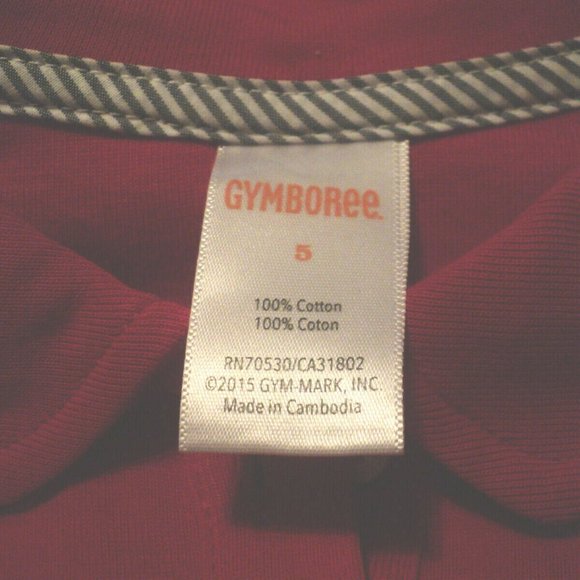 GYMBORee
5
100% Cotton
100% Coton
RN70530/CA31802
©2015 GYM-MARK, INC.
Made in Cambodia